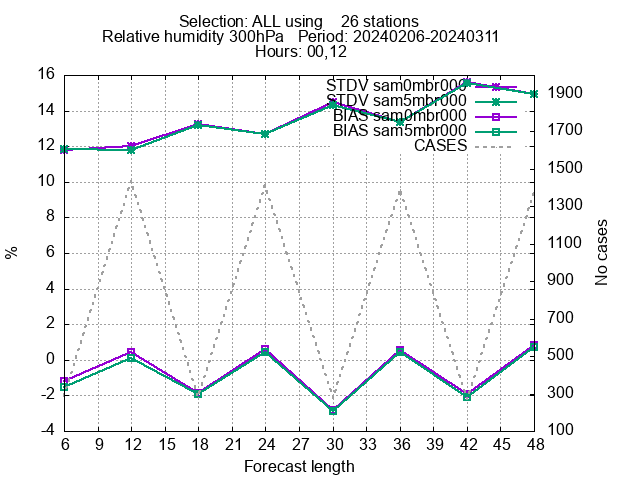 Selection: ALL using    26 stations
Relative humidity 300hPa   Period: 20240206-20240311
Hours: 00,12
STDV sam0mbr000
STDV sam5mbr000
BIAS sam0mbr000
BIAS sam5mbr000
CASES
16
14
12
10
8
6
4
2
0
-2
-4
%
1900
1700
1500
1300
1100
900
700
500
300
100
No cases
6 9 12 15 18 21 24 27 30 33 36 39 42 45 48
Forecast length